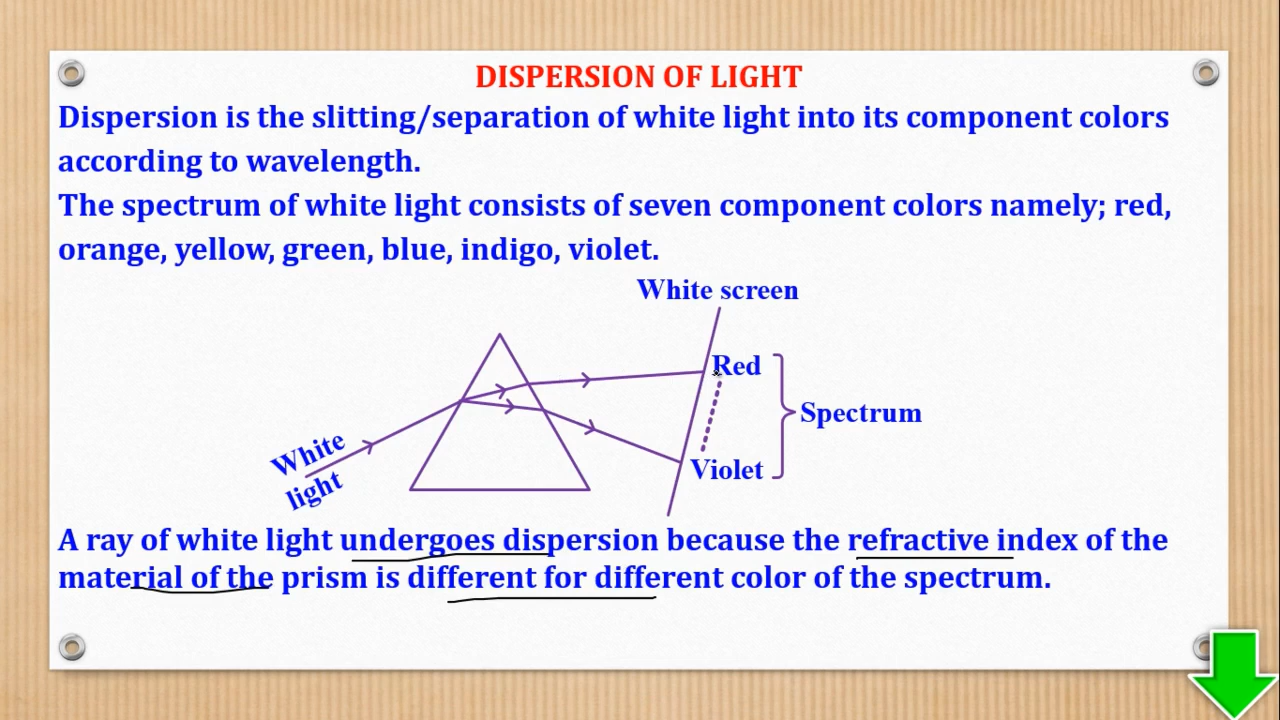 DISPERSION OF LIGHT
Dispersion is the slitting/separation of white light into its component colors
according to wavelength.
The spectrum of white light consists of seven component colors namely; red,
orange, yellow, green, blue, indigo, violet.
White screen
Red
Spectrum
White
light
Violet
A ray of white light undergoes dispersion because the refractive index of the
material of the prism is different for different color of the spectrum.